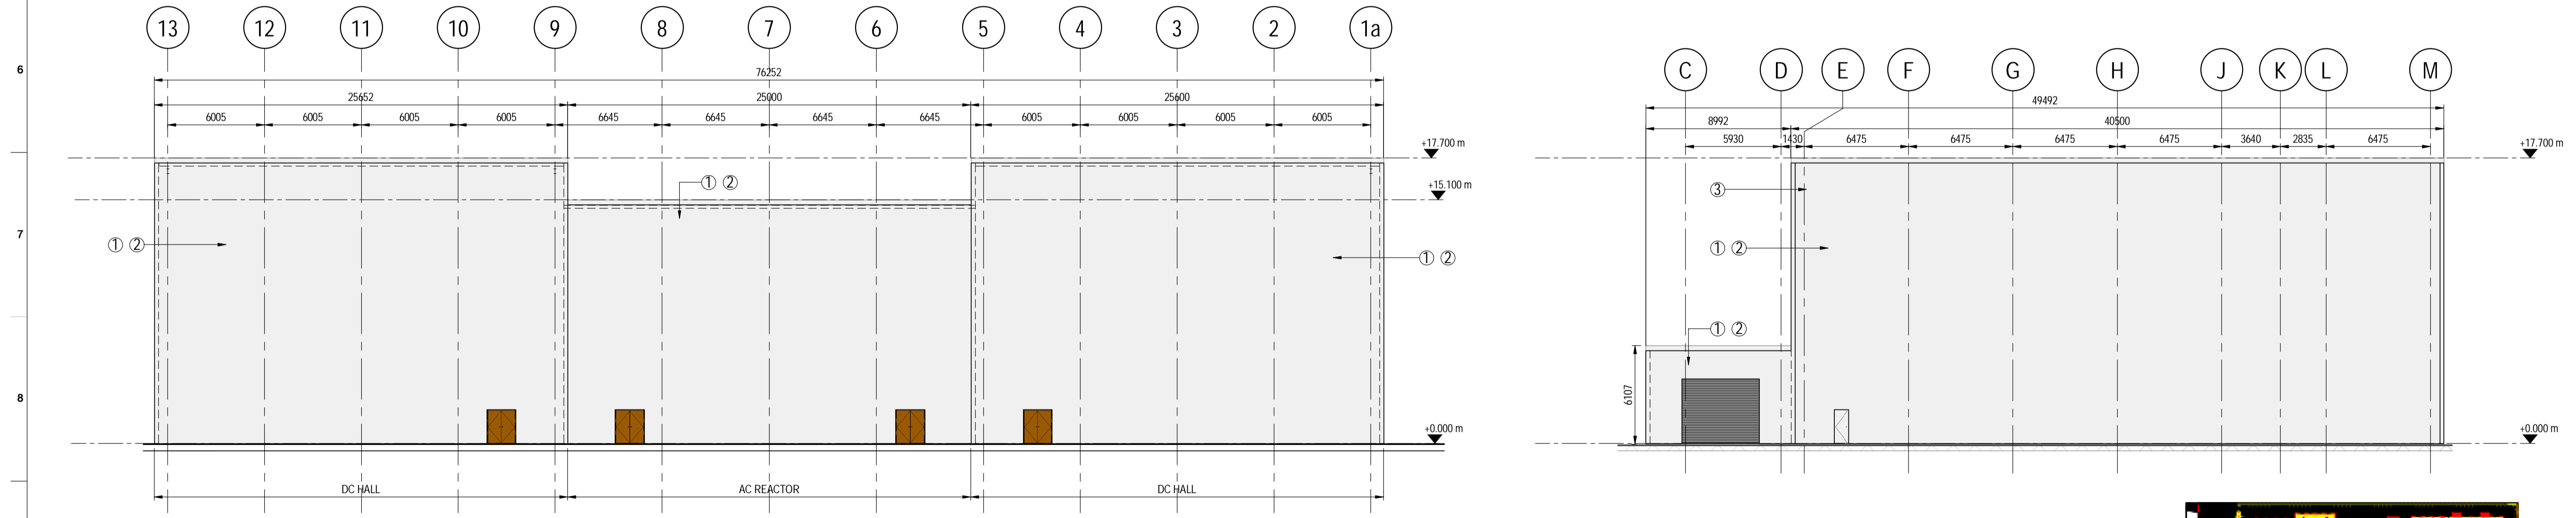 13 12 11 10 9 8 7 6 5 4 3 2 1a
76252
25652 25000 25600
6005 6005 6005 6005 6645 6645 6645 6645 6005 6005 6005 6005
+17.700 m
+15.100 m
① ②
① ②
① ②
+0.000 m
DC HALL AC REACTOR DC HALL
C D E F G H J K L M
49492
8992 40500
5930 1430 6475 6475 6475 6475 3640 2835 6475
+17.700 m
③
① ②
① ②
6107
+0.000 m
6
7
8